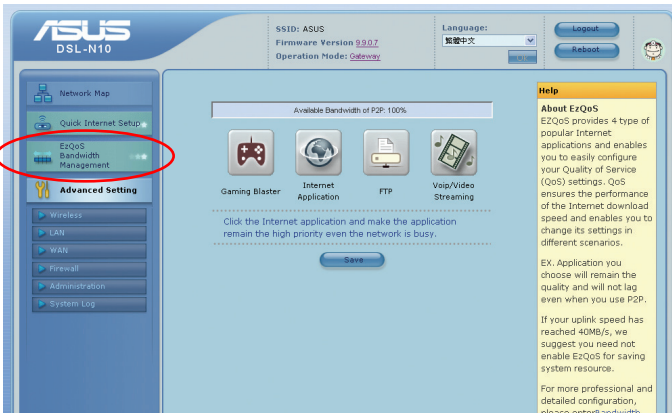 ASUS
DSL-N10
SSID: ASUS
Firmware Version 9.9.0.7
Operation Mode: Gateway
Language:
繁體中文
Logout
Reboot
Network Map
Quick Internet Setup
EzQoS
Bandwidth
Management
Advanced Setting
Wireless
LAN
WAN
Firewall
Administration
System Log
Available Bandwidth of P2P: 100%
Gaming Blaster
Internet
Application
FTP
Voip/Video
Streaming
Click the Internet application and make the application
remain the high priority even the network is busy.
Save
Help
About EzQoS
EZQoS provides 4 type of
popular Internet
applications and enables
you to easily configure
your Quality of Service
(QoS) settings. QoS
ensures the performance
of the Internet download
speed and enables you to
change its settings in
different scenarios.
EX. Application you
choose will remain the
quality and will not lag
even when you use P2P.
If your uplink speed has
reached 40MB/s, we
suggest you need not
enable EzQoS for saving
system resource.
For more professional and
detailed configuration,
please enterBandwidth